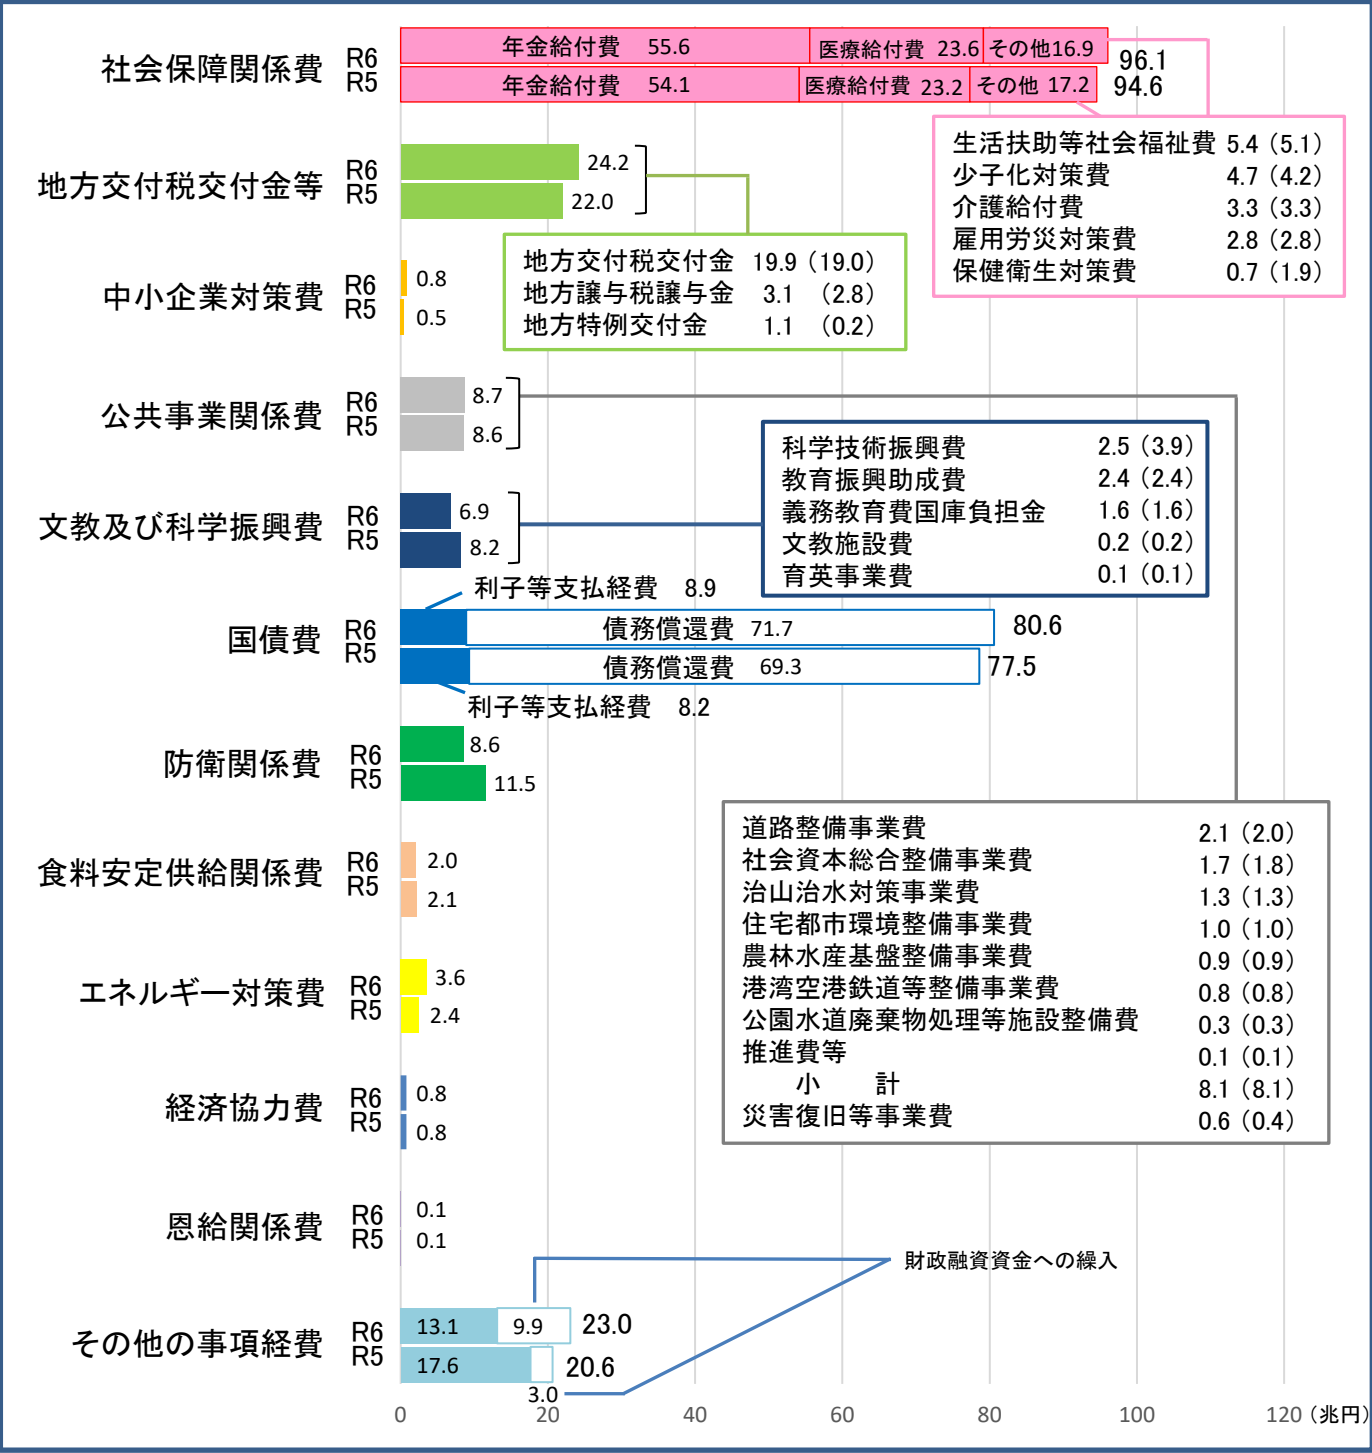 社会保障関係費
R6
R5
年金給付費 55.6
医療給付費 23.6
その他16.9
96.1
年金給付費 54.1
医療給付費 23.2
その他 17.2
94.6
生活扶助等社会福祉費 5.4（5.1）
少子化対策費 4.7（4.2）
介護給付費 3.3（3.3）
雇用労災対策費 2.8（2.8）
保健衛生対策費 0.7（1.9）
地方交付税交付金等
R6
R5
24.2
22.0
地方交付税交付金 19.9（19.0）
地方譲与税譲与金 3.1 （2.8）
地方特例交付金 1.1 （0.2）
中小企業対策費
R6
R5
0.8
0.5
公共事業関係費
R6
R5
8.7
8.6
科学技術振興費 2.5（3.9）
教育振興助成費 2.4（2.4）
義務教育費国庫負担金 1.6（1.6）
文教施設費 0.2（0.2）
育英事業費 0.1（0.1）
文教及び科学振興費
R6
R5
6.9
8.2
国債費
R6
R5
利子等支払経費 8.9
債務償還費 71.7
80.6
債務償還費 69.3
77.5
利子等支払経費 8.2
防衛関係費
R6
R5
8.6
11.5
道路整備事業費 2.1（2.0）
社会資本総合整備事業費 1.7（1.8）
治山治水対策事業費 1.3（1.3）
住宅都市環境整備事業費 1.0（1.0）
農林水産基盤整備事業費 0.9（0.9）
港湾空港鉄道等整備事業費 0.8（0.8）
公園水道廃棄物処理等施設整備費 0.3（0.3）
推進費等 0.1（0.1）
小 計 8.1（8.1）
災害復旧等事業費 0.6（0.4）
食料安定供給関係費
R6
R5
2.0
2.1
エネルギー対策費
R6
R5
3.6
2.4
経済協力費
R6
R5
0.8
0.8
恩給関係費
R6
R5
0.1
0.1
財政融資資金への繰入
その他の事項経費
R6
R5
13.1
9.9
23.0
17.6
20.6
3.0
0 20 40 60 80 100 120（兆円）